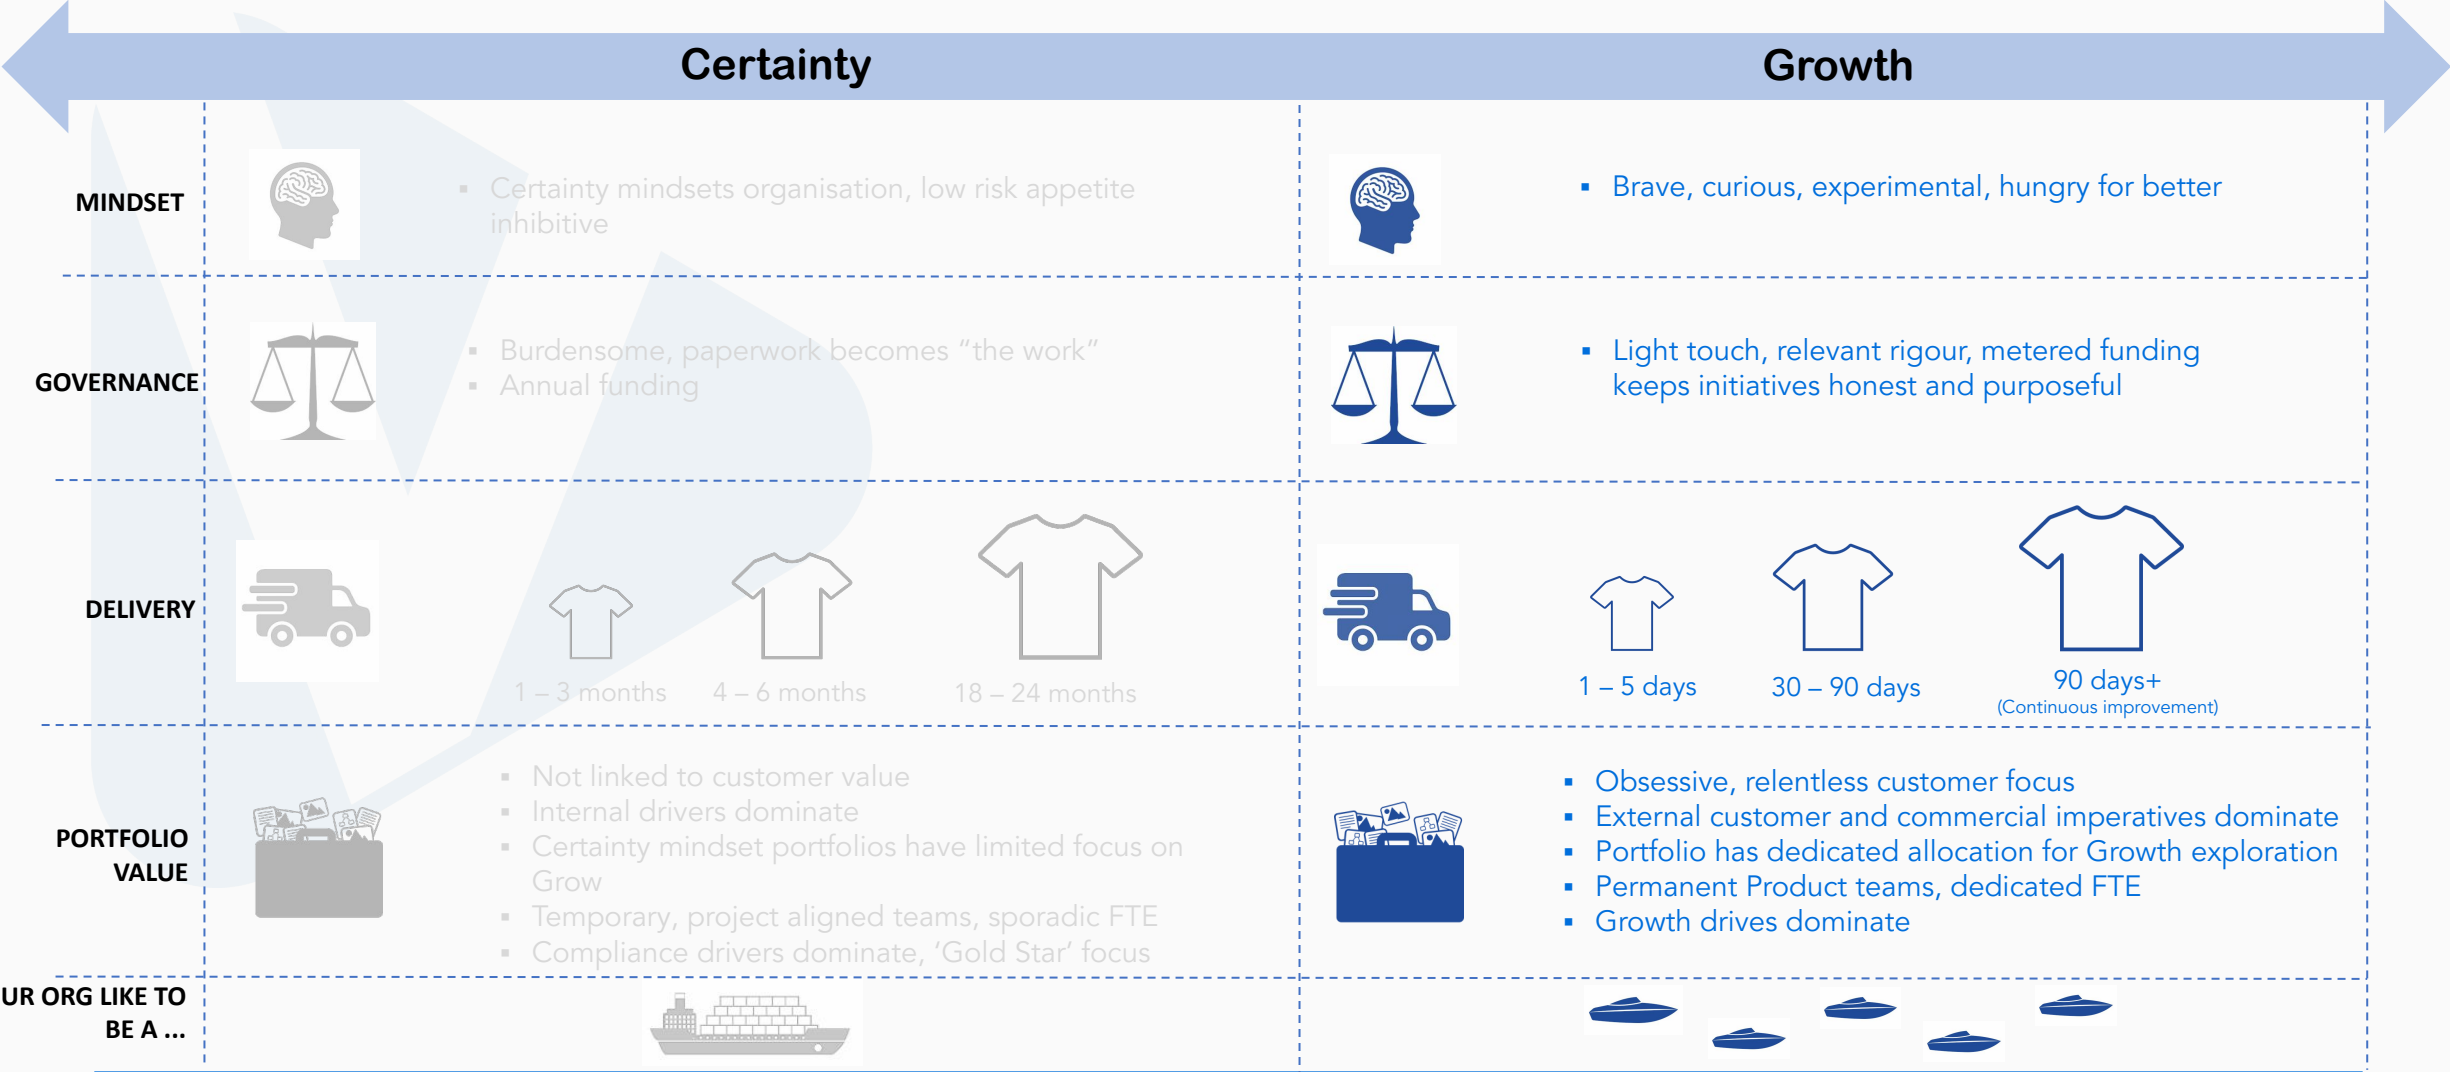 Certainty
Growth
MINDSET
Certainty mindsets organisation, low risk appetite
inhibitive
Brave, curious, experimental, hungry for better
GOVERNANCE
Burdensome, paperwork becomes “the work”
Annual funding
Light touch, relevant rigour, metered funding
keeps initiatives honest and purposeful
DELIVERY
1 – 3 months
4 – 6 months
18 – 24 months
1 – 5 days
30 – 90 days
90 days+
(Continuous improvement)
PORTFOLIO
VALUE
Not linked to customer value
Internal drivers dominate
Certainty mindset portfolios have limited focus on
Grow
Temporary, project aligned teams, sporadic FTE
Compliance drivers dominate, ‘Gold Star’ focus
Obsessive, relentless customer focus
External customer and commercial imperatives dominate
Portfolio has dedicated allocation for Growth exploration
Permanent Product teams, dedicated FTE
Growth drives dominate
UR ORG LIKE TO
BE A ...